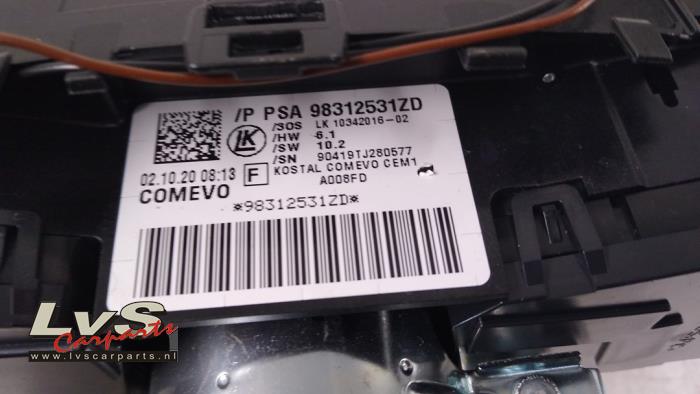 /P PSA 98312531ZD
/SOS LK 10342016-02
/HW 6.1
/SW 10.2
/SN 90419TJ280577
KOSTAL COMEVO CEM1
A008FD
LK
02.10.20 08:13 F
COMEVO
*98312531ZD*
LvS
Carparts
www.lvscarparts.nl